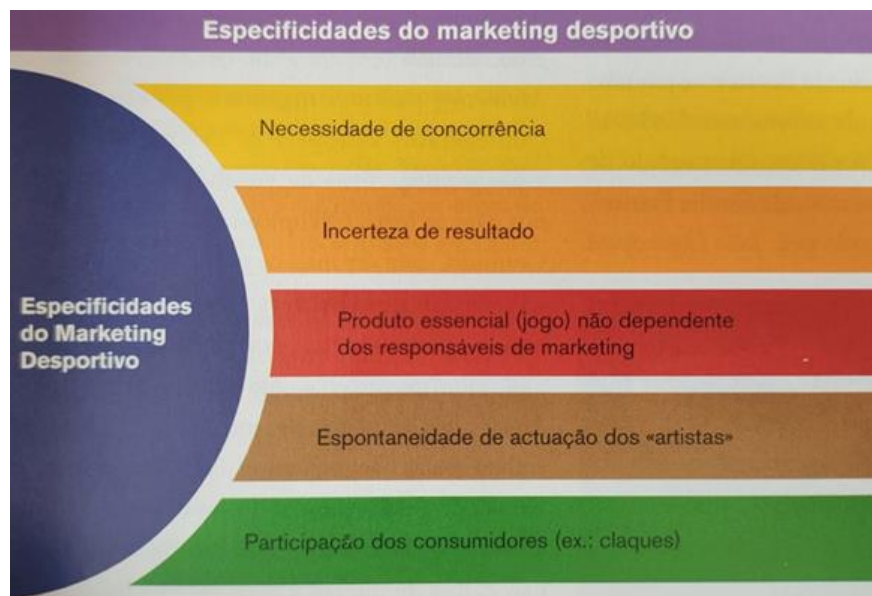 Especificidades do marketing desportivo
Necessidade de concorrência
Incerteza de resultado
Especificidades
do Marketing
Desportivo
Produto essencial (jogo) não dependente
dos responsáveis de marketing
Espontaneidade de actuação dos «artistas»
Participação dos consumidores (ex.: claques)